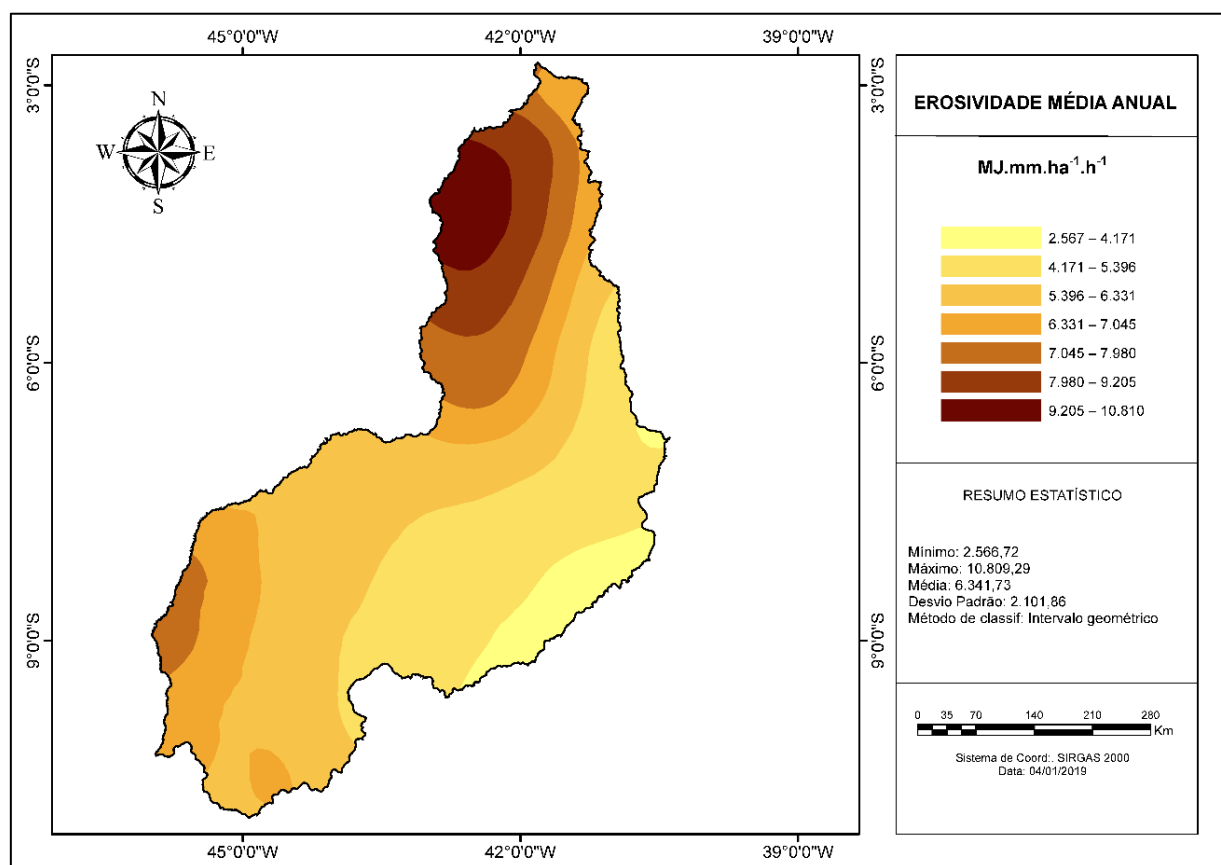 45°0'0"W 42°0'0"W 39°0'0"W
3°0'0"S 3°0'0"S
N
W E
S
6°0'0"S 6°0'0"S
9°0'0"S 9°0'0"S
45°0'0"W 42°0'0"W 39°0'0"W
EROSIVIDADE MÉDIA ANUAL
MJ.mm.ha⁻¹.h⁻¹
2.567 – 4.171
4.171 – 5.396
5.396 – 6.331
6.331 – 7.045
7.045 – 7.980
7.980 – 9.205
9.205 – 10.810
RESUMO ESTATÍSTICO
Mínimo: 2.566,72
Máximo: 10.809,29
Média: 6.341,73
Desvio Padrão: 2.101,86
Método de classif: Intervalo geométrico
0 35 70 140 210 280
Km
Sistema de Coord:. SIRGAS 2000
Data: 04/01/2019